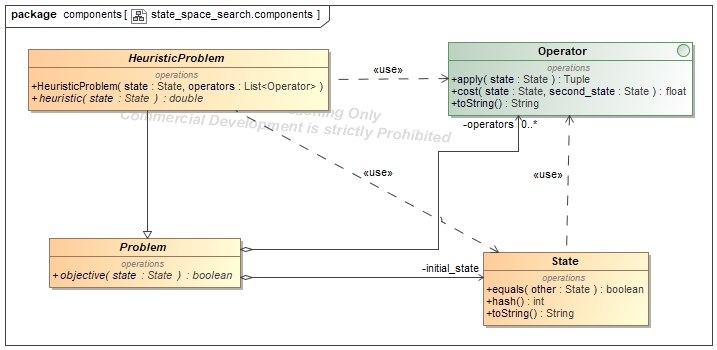 package components [ state_space_search.components ]
HeuristicProblem
operations
+HeuristicProblem( state : State, operators : List<Operator> )
+heuristic( state : State ) : double
«use»
Operator
operations
+apply( state : State ) : Tuple
+cost( state : State, second_state : State ) : float
+toString() : String
Only
Commercial Development is strictly Prohibited
-operators 0..*
«use»
«use»
Problem
operations
+objective( state : State ) : boolean
-initial_state
State
operations
+equals( other : State ) : boolean
+hash() : int
+toString() : String